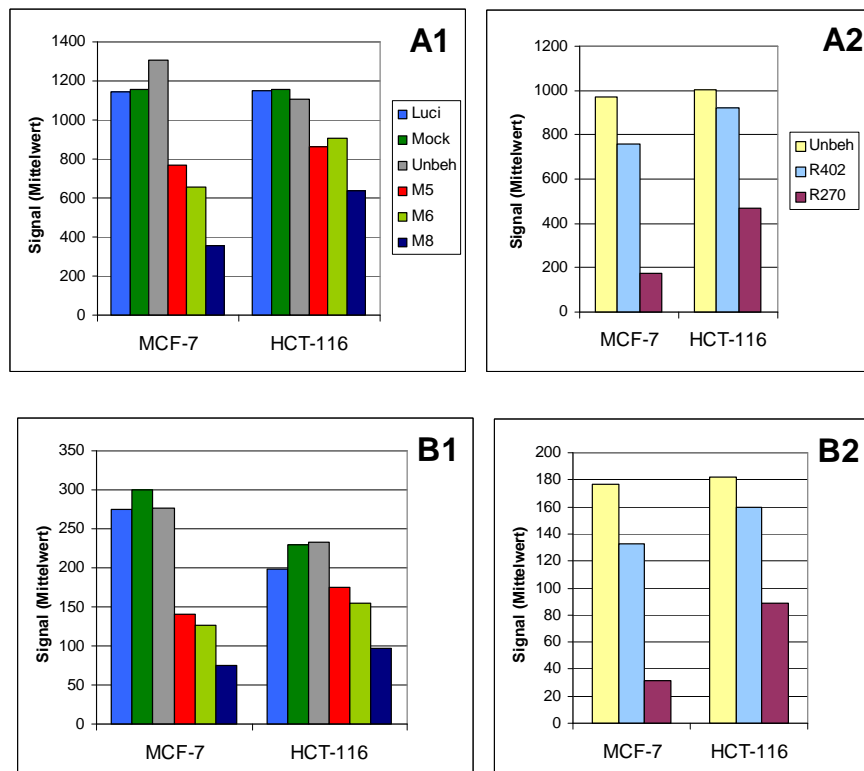 A1
Signal (Mittelwert)
1400
1200
1000
800
600
400
200
0
MCF-7
HCT-116
Luci
Mock
Unbeh
M5
M6
M8
A2
Signal (Mittelwert)
1200
1000
800
600
400
200
0
MCF-7
HCT-116
Unbeh
R402
R270
B1
Signal (Mittelwert)
350
300
250
200
150
100
50
0
MCF-7
HCT-116
B2
Signal (Mittelwert)
200
180
160
140
120
100
80
60
40
20
0
MCF-7
HCT-116